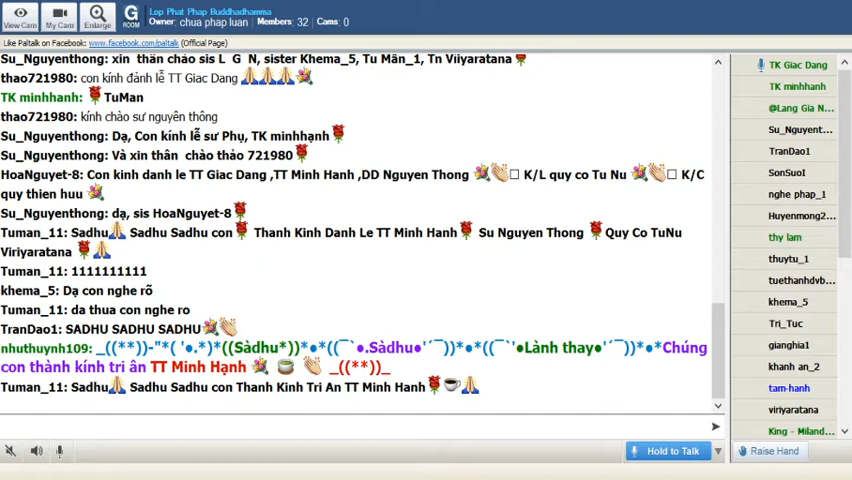 View Cam
My Cam
Enlarge
G
ROOM
Lop Phat Phap Buddhadhamma
Owner: chua phap luan / Members: 32 / Cams: 0
Like Paltalk on Facebook: www.facebook.com/paltalk (Official Page)
Su_Nguyenthong: xin thân chào sis L G N, sister Khema_5, Tu Mân_1, Tn Viiyaratana
thao721980: con kính đảnh lễ TT Giac Dang
TK minhhanh: TuMan
thao721980: kính chào sư nguyên thông
Su_Nguyenthong: Dạ, Con kính lễ sư Phụ, TK minhhạnh
Su_Nguyenthong: Và xin thân chào thảo 721980
HoaNguyet-8: Con kinh danh le TT Giac Dang ,TT Minh Hanh ,DD Nguyen Thong K/L quy co Tu Nu K/C
quy thien huu
Su_Nguyenthong: dạ, sis HoaNguyet-8
Tuman_11: Sadhu Sadhu Sadhu con Thanh Kinh Danh Le TT Minh Hanh Su Nguyen Thong Quy Co TuNu
Viriyaratana
Tuman_11: 1111111111
khema_5: Dạ con nghe rõ
Tuman_11: da thua con nghe ro
TranDao1: SADHU SADHU SADHU
nhuthuynh109: _((**))-"*( '●.*)*((Sàdhu*))*●*((¯`●.Sàdhu●'´¯))*●*((¯`'●Lành thay●'´¯))*●*Chúng
con thành kính tri ân TT Minh Hạnh _((**))_
Tuman_11: Sadhu Sadhu Sadhu con Thanh Kinh Tri An TT Minh Hanh
TK Giac Dang
TK minhhanh
@Lang Gia N...
Su_Nguyent...
TranDao1
SonSuoI
nghe phap_1
Huyenmong2...
thy lam
thuytu_1
tuethanhdvb...
khema_5
Tri_Tuc
gianghia1
khanh an_2
tam-hanh
viriyaratana
King - Miland...
Hold to Talk
Raise Hand